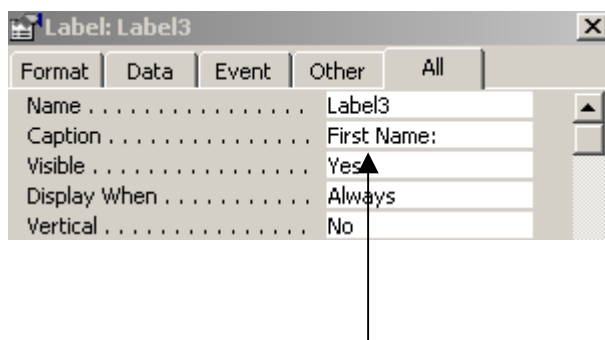 Label: Label3
Format Data Event Other All
Name . . . . . . . . . . . . . . . . . Label3
Caption . . . . . . . . . . . . . . . First Name:
Visible . . . . . . . . . . . . . . . . . Yes
Display When . . . . . . . . . . . Always
Vertical . . . . . . . . . . . . . . . . No